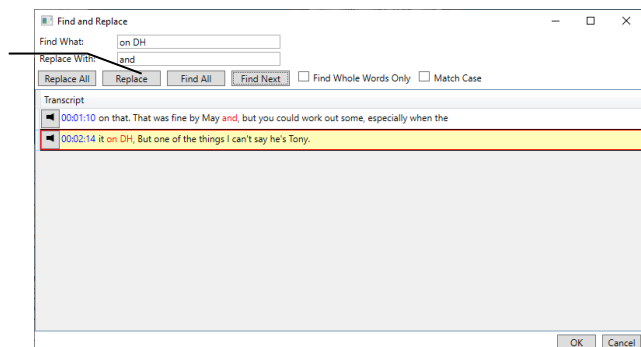 Find and Replace
Find What: on DH
Replace With: and
Replace All Replace Find All Find Next Find Whole Words Only Match Case
Transcript
00:01:10 on that. That was fine by May and, but you could work out some, especially when the
00:02:14 it on DH, But one of the things I can't say he's Tony.
OK Cancel